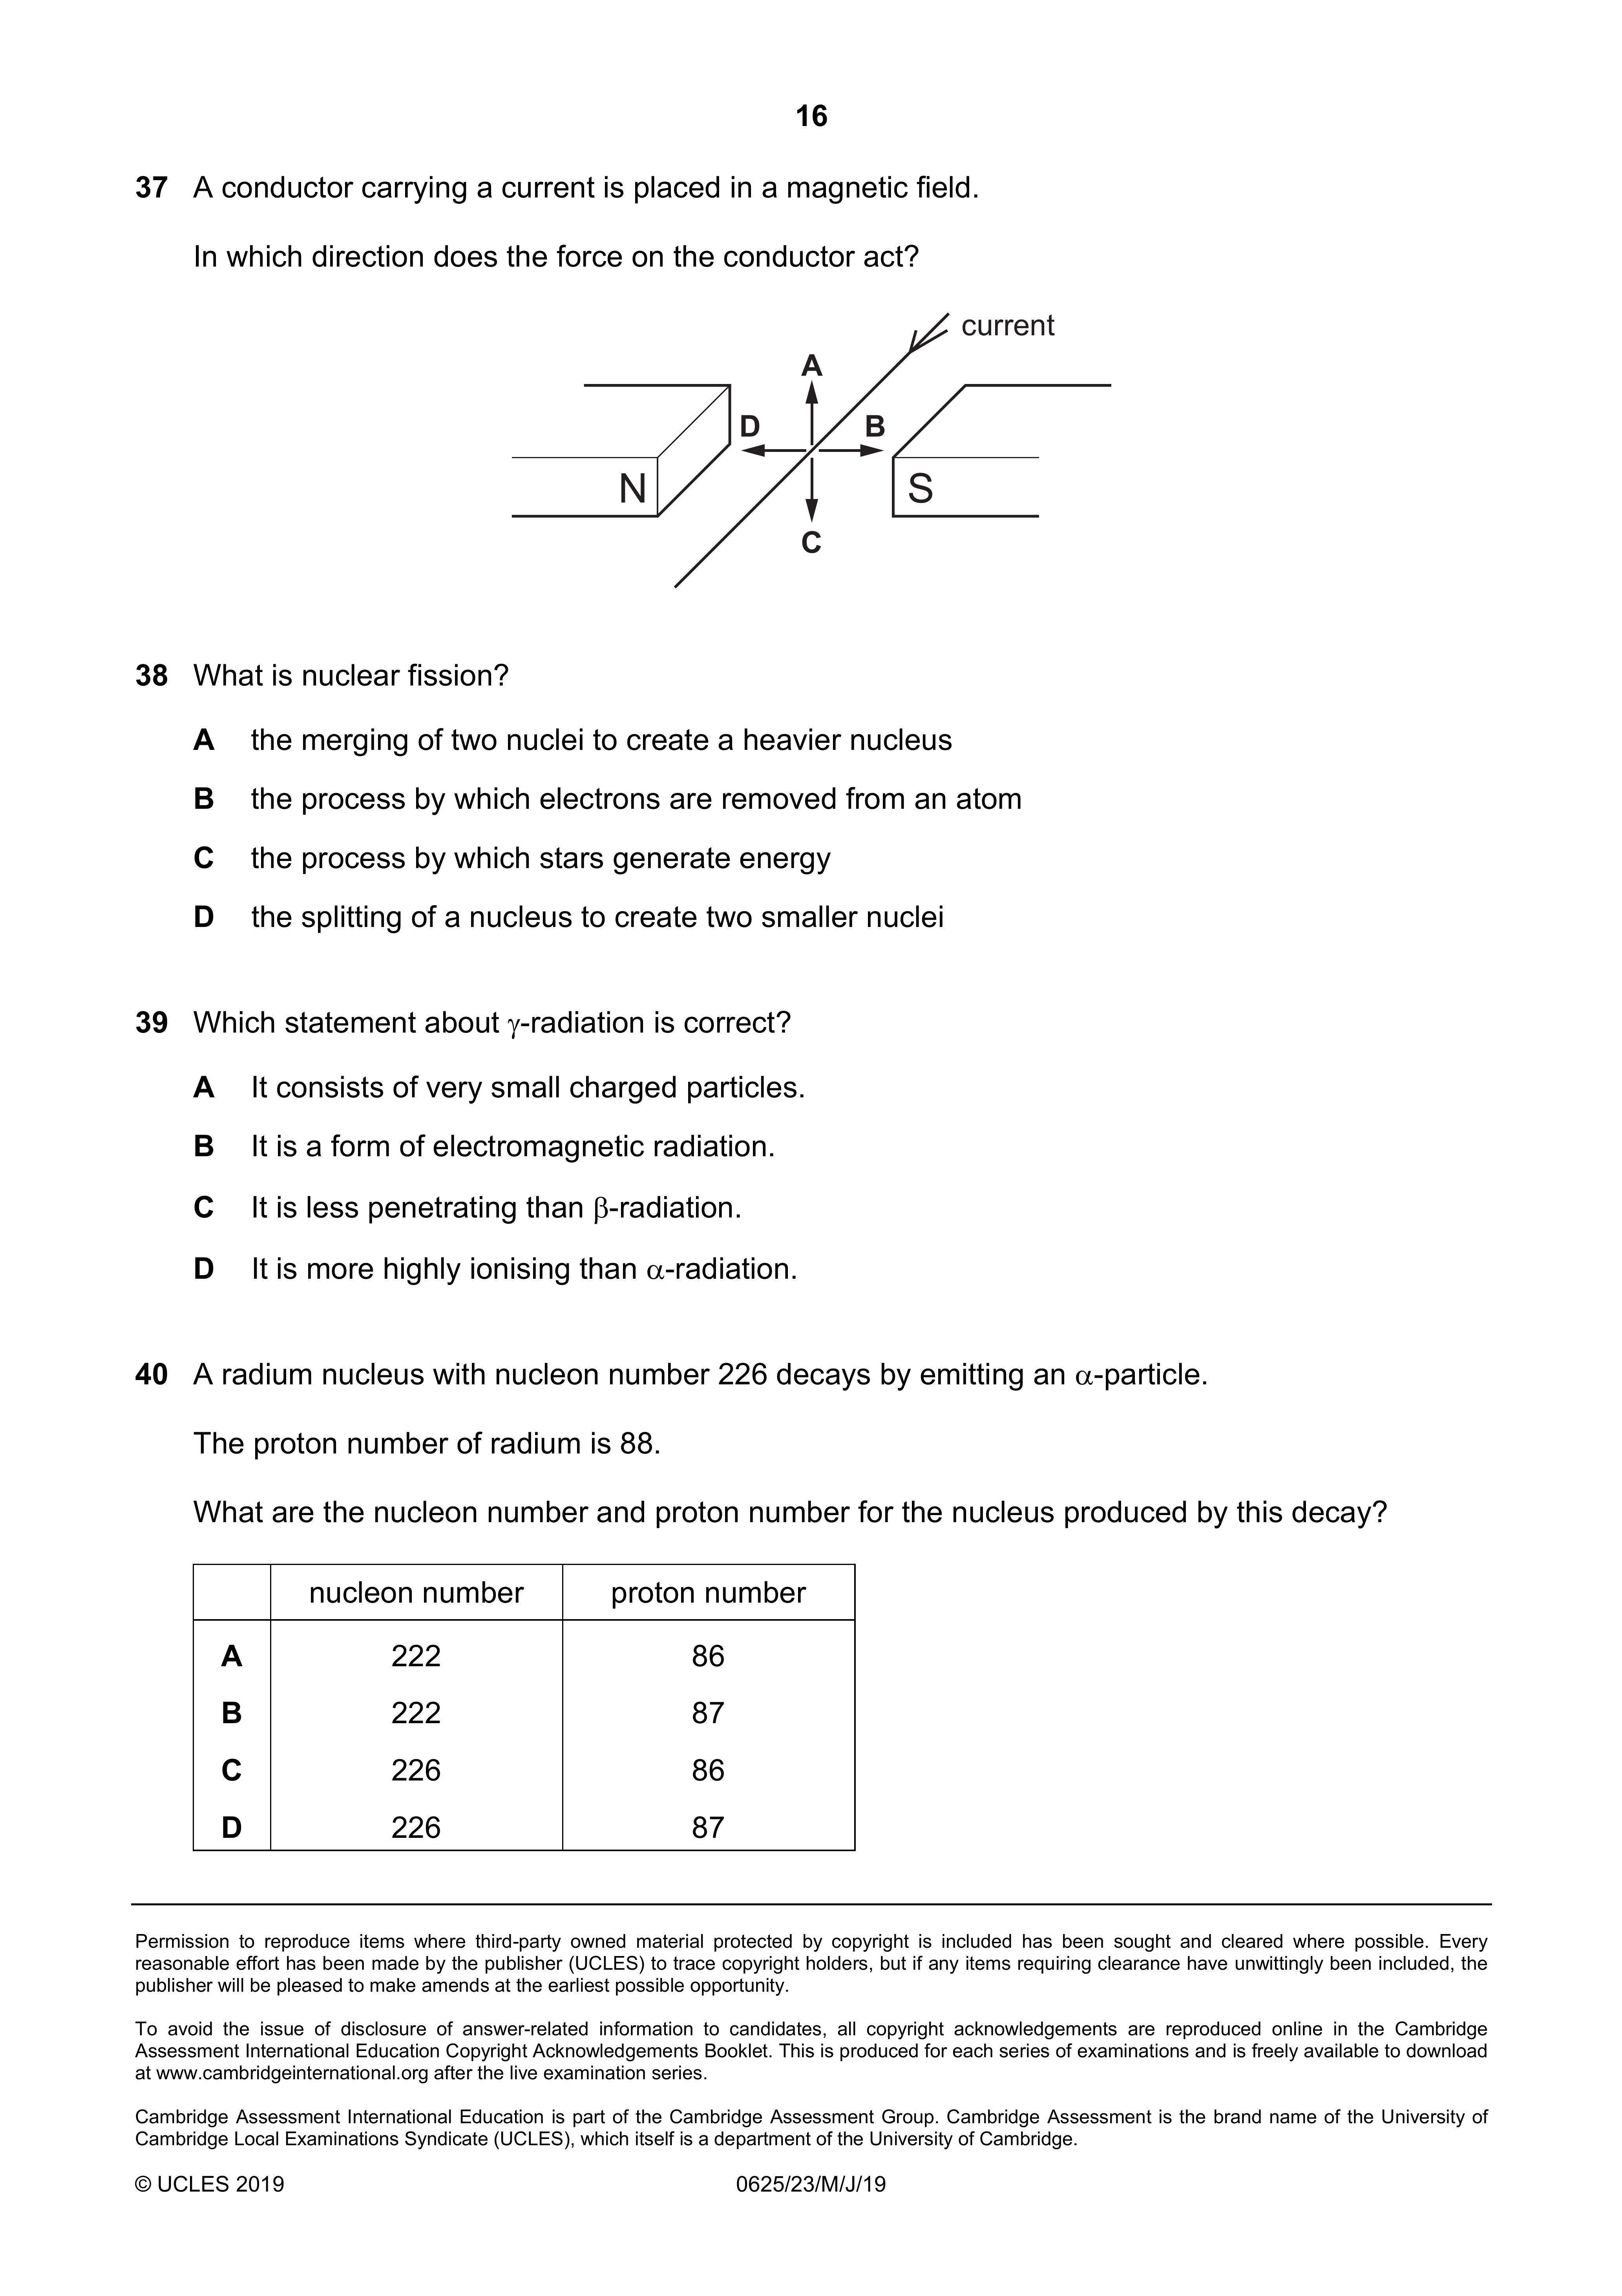 16
37 A conductor carrying a current is placed in a magnetic field.
In which direction does the force on the conductor act?
current
A
D B
N S
C
38 What is nuclear fission?
A the merging of two nuclei to create a heavier nucleus
B the process by which electrons are removed from an atom
C the process by which stars generate energy
D the splitting of a nucleus to create two smaller nuclei
39 Which statement about γ-radiation is correct?
A It consists of very small charged particles.
B It is a form of electromagnetic radiation.
C It is less penetrating than β-radiation.
D It is more highly ionising than α-radiation.
40 A radium nucleus with nucleon number 226 decays by emitting an α-particle.
The proton number of radium is 88.
What are the nucleon number and proton number for the nucleus produced by this decay?
nucleon number proton number
A 222 86
B 222 87
C 226 86
D 226 87
Permission to reproduce items where third-party owned material protected by copyright is included has been sought and cleared where possible. Every
reasonable effort has been made by the publisher (UCLES) to trace copyright holders, but if any items requiring clearance have unwittingly been included, the
publisher will be pleased to make amends at the earliest possible opportunity.
To avoid the issue of disclosure of answer-related information to candidates, all copyright acknowledgements are reproduced online in the Cambridge
Assessment International Education Copyright Acknowledgements Booklet. This is produced for each series of examinations and is freely available to download
at www.cambridgeinternational.org after the live examination series.
Cambridge Assessment International Education is part of the Cambridge Assessment Group. Cambridge Assessment is the brand name of the University of
Cambridge Local Examinations Syndicate (UCLES), which itself is a department of the University of Cambridge.
© UCLES 2019 0625/23/M/J/19